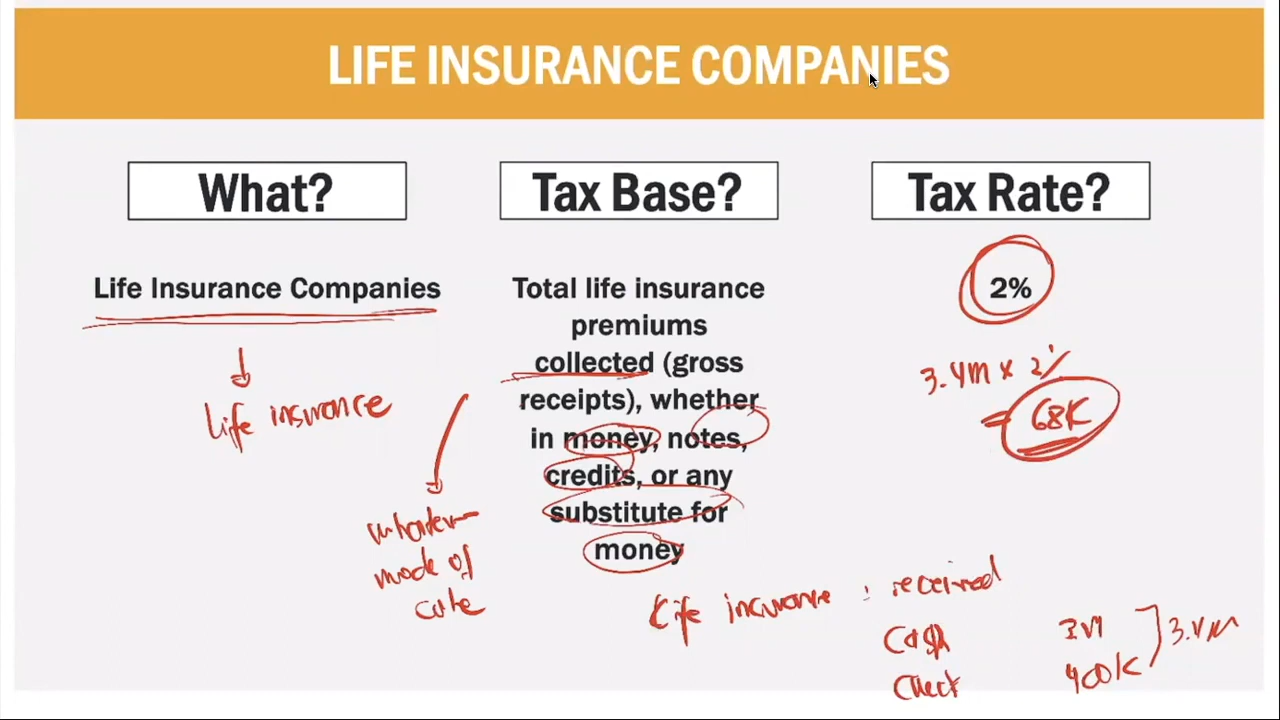 LIFE INSURANCE COMPANIES
What?
Tax Base?
Tax Rate?
Life Insurance Companies
Total life insurance
premiums
collected (gross
receipts), whether
in money, notes,
credits, or any
substitute for
money
2%
3.4m x 2%
= 68K
life insurance
mode of
Life insurance : received
Cash 3M
Check 400K
3.4M